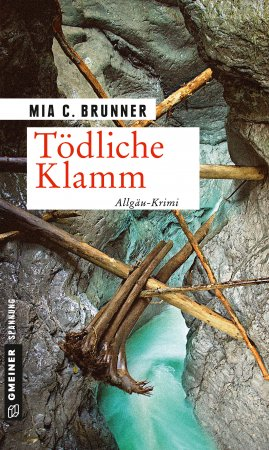 MIA C. BRUNNER
Tödliche
Klamm
Allgäu-Krimi
GMEINER
SPANNUNG